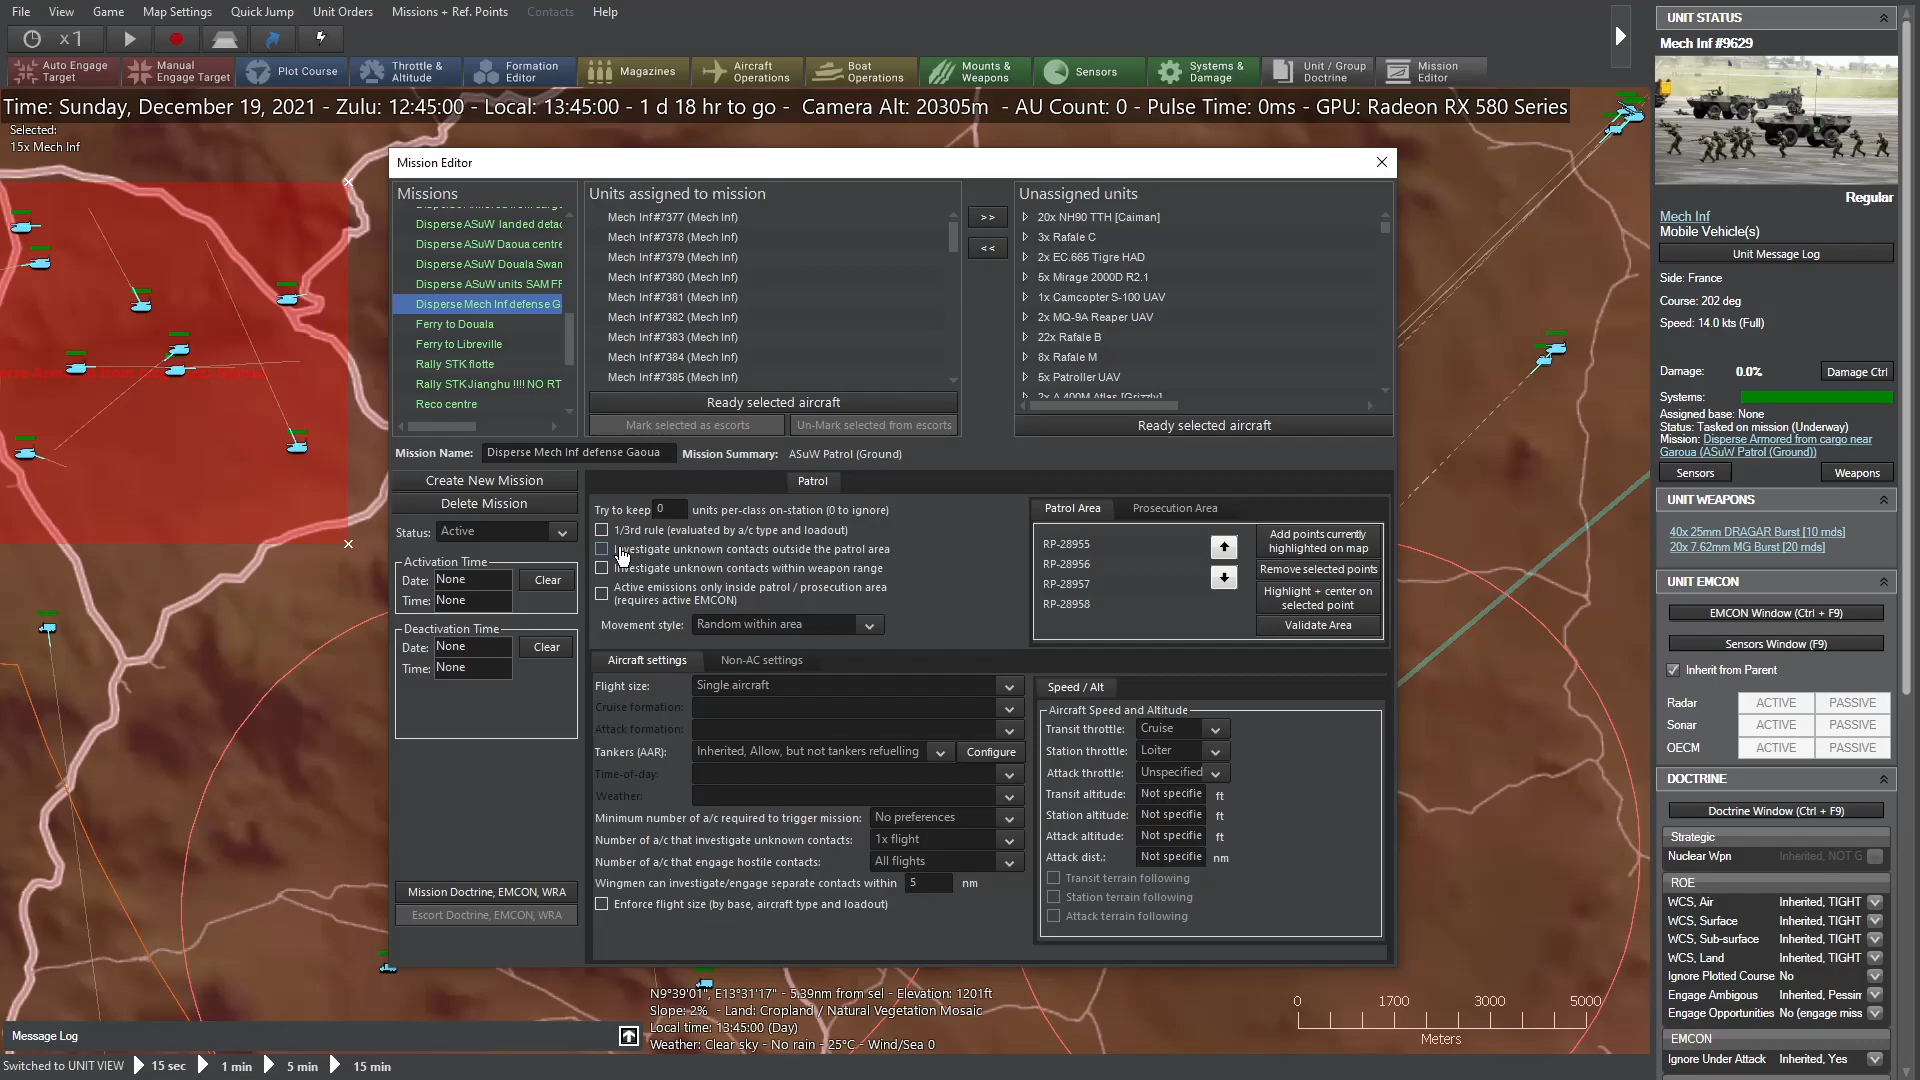 File View Game Map Settings Quick Jump Unit Orders Missions + Ref. Points Contacts Help
x1
Auto Engage Target
Manual Engage Target
Plot Course
Throttle & Altitude
Formation Editor
Magazines
Aircraft Operations
Boat Operations
Mounts & Weapons
Sensors
Systems & Damage
Unit / Group Doctrine
Mission Editor
Time: Sunday, December 19, 2021 - Zulu: 12:45:00 - Local: 13:45:00 - 1 d 18 hr to go - Camera Alt: 20305m - AU Count: 0 - Pulse Time: 0ms - GPU: Radeon RX 580 Series
Selected:
15x Mech Inf
Mission Editor
Missions
Disperse ASuW landed detac
Disperse ASuW Daoua centre
Disperse ASuW Douala Swan
Disperse ASuW units SAM FF
Disperse Mech Inf defense G
Ferry to Douala
Ferry to Libreville
Rally STK flotte
Rally STK Jianghu !!!! NO RT
Reco centre
Units assigned to mission
Mech Inf #7377 (Mech Inf)
Mech Inf #7378 (Mech Inf)
Mech Inf #7379 (Mech Inf)
Mech Inf #7380 (Mech Inf)
Mech Inf #7381 (Mech Inf)
Mech Inf #7382 (Mech Inf)
Mech Inf #7383 (Mech Inf)
Mech Inf #7384 (Mech Inf)
Mech Inf #7385 (Mech Inf)
Ready selected aircraft
Mark selected as escorts
Un-Mark selected from escorts
>>
<<
Unassigned units
20x NH90 TTH [Caiman]
3x Rafale C
2x EC.665 Tigre HAD
5x Mirage 2000D R2.1
1x Camcopter S-100 UAV
2x MQ-9A Reaper UAV
22x Rafale B
8x Rafale M
5x Patroller UAV
2x A.400M Atlas [Grizzly]
Ready selected aircraft
Mission Name: Disperse Mech Inf defense Gaoua Mission Summary: ASuW Patrol (Ground)
Create New Mission
Delete Mission
Status: Active
Activation Time
Date: None Clear
Time: None
Deactivation Time
Date: None Clear
Time: None
Mission Doctrine, EMCON, WRA
Escort Doctrine, EMCON, WRA
Patrol
Try to keep 0 units per-class on-station (0 to ignore)
1/3rd rule (evaluated by a/c type and loadout)
Investigate unknown contacts outside the patrol area
Investigate unknown contacts within weapon range
Active emissions only inside patrol / prosecution area
(requires active EMCON)
Movement style: Random within area
Patrol Area Prosecution Area
RP-28955
RP-28956
RP-28957
RP-28958
Add points currently
highlighted on map
Remove selected points
Highlight + center on
selected point
Validate Area
Aircraft settings Non-AC settings
Flight size: Single aircraft
Cruise formation:
Attack formation:
Tankers (AAR): Inherited, Allow, but not tankers refuelling Configure
Time-of-day:
Weather:
Minimum number of a/c required to trigger mission: No preferences
Number of a/c that investigate unknown contacts: 1x flight
Number of a/c that engage hostile contacts: All flights
Wingmen can investigate/engage separate contacts within 5 nm
Enforce flight size (by base, aircraft type and loadout)
Speed / Alt
Aircraft Speed and Altitude
Transit throttle: Cruise
Station throttle: Loiter
Attack throttle: Unspecified
Transit altitude: Not specifie ft
Station altitude: Not specifie ft
Attack altitude: Not specifie ft
Attack dist.: Not specifie nm
Transit terrain following
Station terrain following
Attack terrain following
N9°39'01", E13°31'17" - 5.39nm from sel - Elevation: 1201ft
Slope: 2% - Land: Cropland / Natural Vegetation Mosaic
Local time: 13:45:00 (Day)
Weather: Clear sky - No rain - 25°C - Wind/Sea 0
0 1700 3000 5000
Meters
Message Log
Switched to UNIT VIEW 15 sec 1 min 5 min 15 min
UNIT STATUS
Mech Inf #9629
Regular
Mech Inf
Mobile Vehicle(s)
Unit Message Log
Side: France
Course: 202 deg
Speed: 14.0 kts (Full)
Damage: 0.0% Damage Ctrl
Systems:
Assigned base: None
Status: Tasked on mission (Underway)
Mission: Disperse Armored from cargo near
Garoua (ASuW Patrol (Ground))
Sensors Weapons
UNIT WEAPONS
40x 25mm DRAGAR Burst [10 rnds]
20x 7.62mm MG Burst [20 rnds]
UNIT EMCON
EMCON Window (Ctrl + F9)
Sensors Window (F9)
Inherit from Parent
Radar ACTIVE PASSIVE
Sonar ACTIVE PASSIVE
OECM ACTIVE PASSIVE
DOCTRINE
Doctrine Window (Ctrl + F9)
Strategic
Nuclear Wpn Inherited, NOT G
ROE
WCS, Air Inherited, TIGHT
WCS, Surface Inherited, TIGHT
WCS, Sub-surface Inherited, TIGHT
WCS, Land Inherited, TIGHT
Ignore Plotted Course No
Engage Ambiguous Inherited, Pessim
Engage Opportunities No (engage miss
EMCON
Ignore Under Attack Inherited, Yes